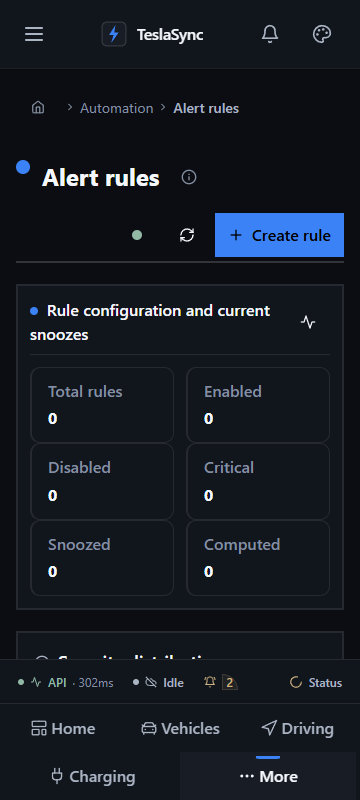 TeslaSync
Automation
Alert rules
Alert rules
Create rule
Rule configuration and current
snoozes
Total rules
0
Enabled
0
Disabled
0
Critical
0
Snoozed
0
Computed
0
API · 302ms
Idle
2
Status
Home
Vehicles
Driving
Charging
More